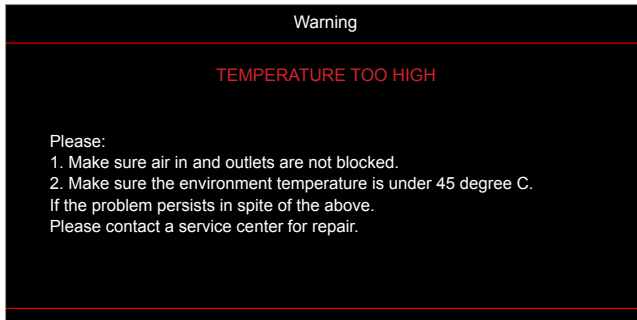 Warning
TEMPERATURE TOO HIGH
Please:
1. Make sure air in and outlets are not blocked.
2. Make sure the environment temperature is under 45 degree C.
If the problem persists in spite of the above.
Please contact a service center for repair.